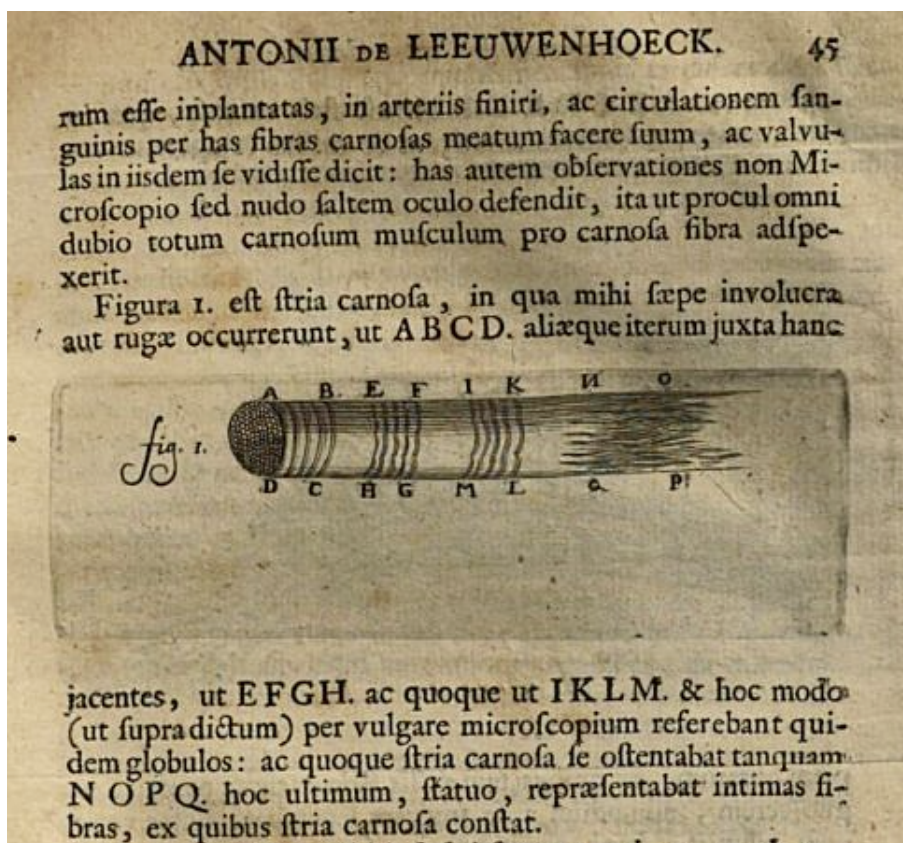 ANTONII DE LEEUWENHOECK. 45
rum eſſe inplantatas, in arteriis finiri, ac circulationem ſan-
guinis per has fibras carnoſas meatum facere ſuum, ac valvu-
las in iisdem ſe vidiſſe dicit: has autem obſervationes non Mi-
croſcopio ſed nudo ſaltem oculo defendit, ita ut procul omni
dubio totum carnoſum muſculum pro carnoſa fibra adſpe-
xerit.
Figura 1. eſt ſtria carnoſa, in qua mihi ſæpe involucra
aut rugæ occurrerunt, ut A B C D. aliæque iterum juxta hanc
A B. E F I K N O.
fig. 1.
D C H G M L Q P
jacentes, ut E F G H. ac quoque ut I K L M. & hoc modo
(ut ſupra dictum) per vulgare microſcopium referebant qui-
dem globulos: ac quoque ſtria carnoſa ſe oſtentabat tanquam
N O P Q. hoc ultimum, ſtatuo, repræſentabat intimas fi-
bras, ex quibus ſtria carnoſa conſtat.